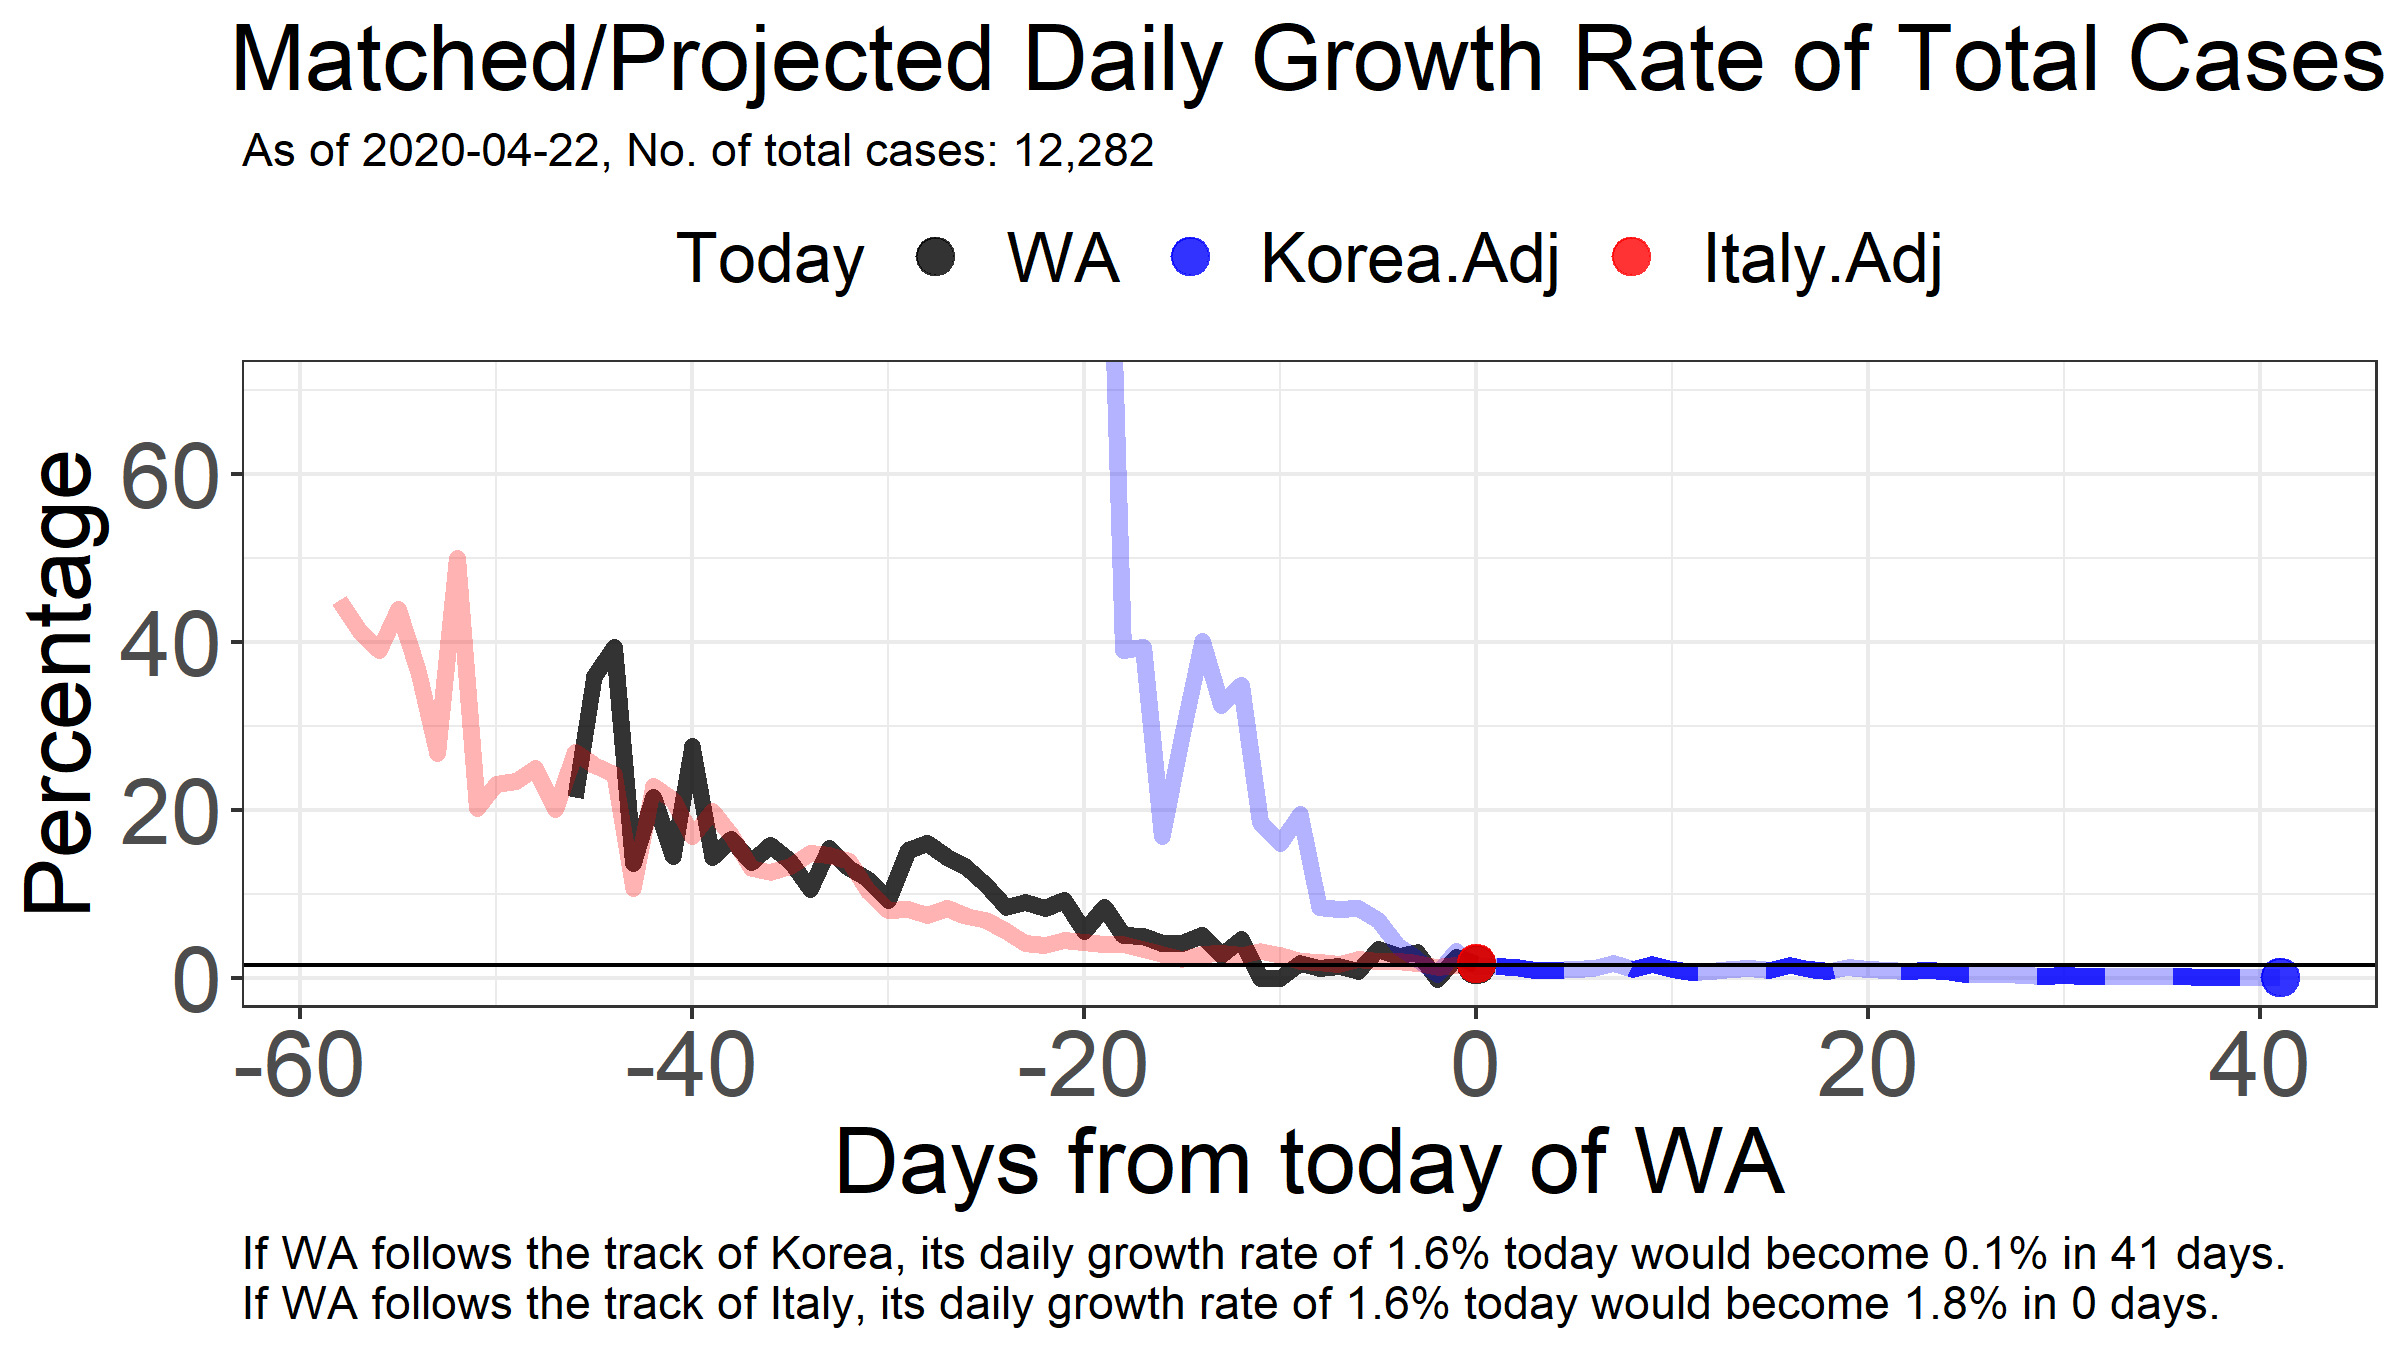 Matched/Projected Daily Growth Rate of Total Cases
As of 2020-04-22, No. of total cases: 12,282
Today WA Korea.Adj Italy.Adj
Percentage
60
40
20
0
-60 -40 -20 0 20 40
Days from today of WA
If WA follows the track of Korea, its daily growth rate of 1.6% today would become 0.1% in 41 days.
If WA follows the track of Italy, its daily growth rate of 1.6% today would become 1.8% in 0 days.